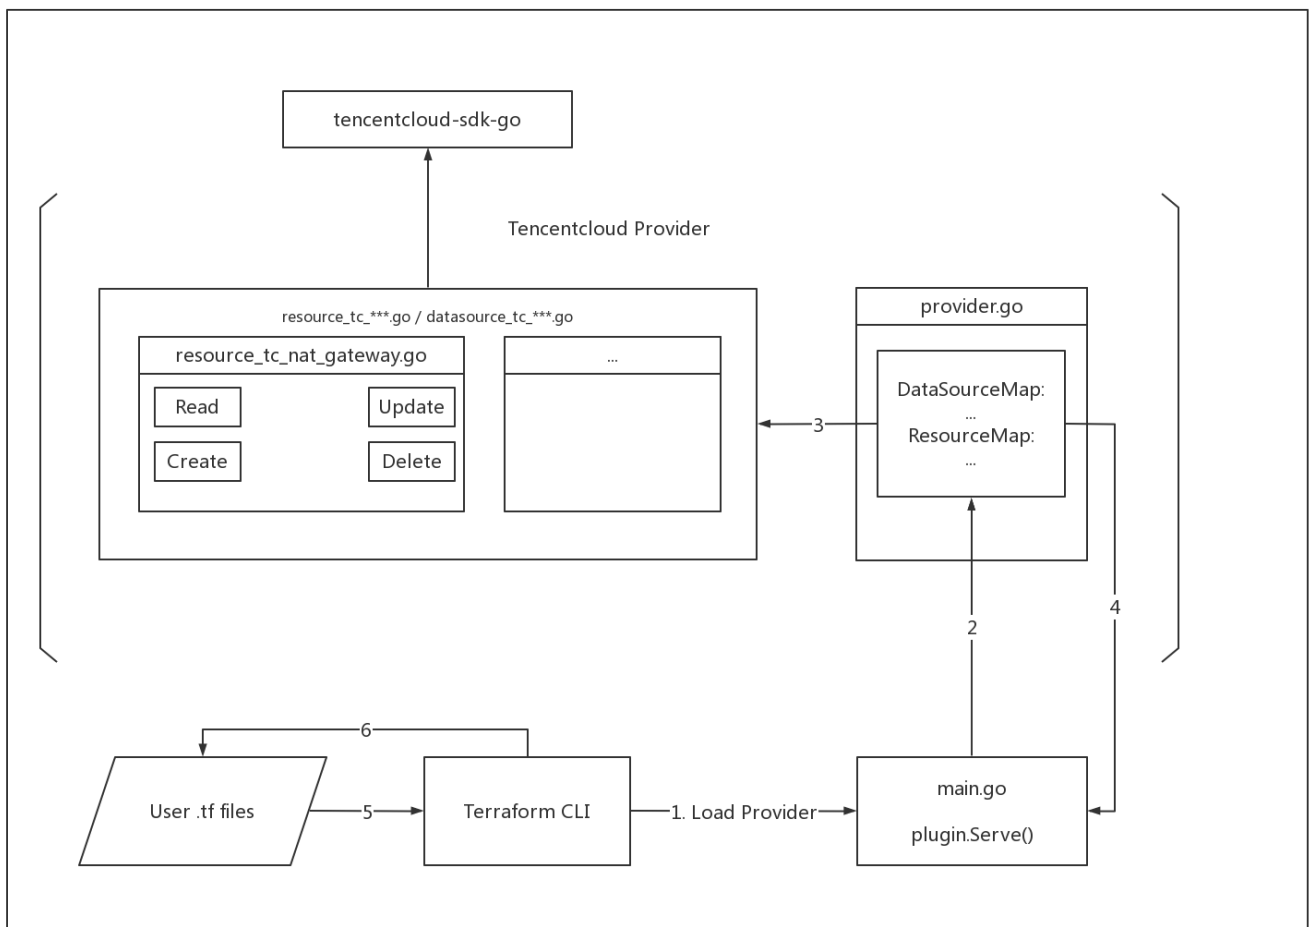 tencentcloud-sdk-go
Tencentcloud Provider
resource_tc_***.go / datasource_tc_***.go
resource_tc_nat_gateway.go
Read
Update
Create
Delete
...
provider.go
DataSourceMap:
...
ResourceMap:
...
3
4
2
6
User .tf files
5
Terraform CLI
1. Load Provider
main.go
plugin.Serve()